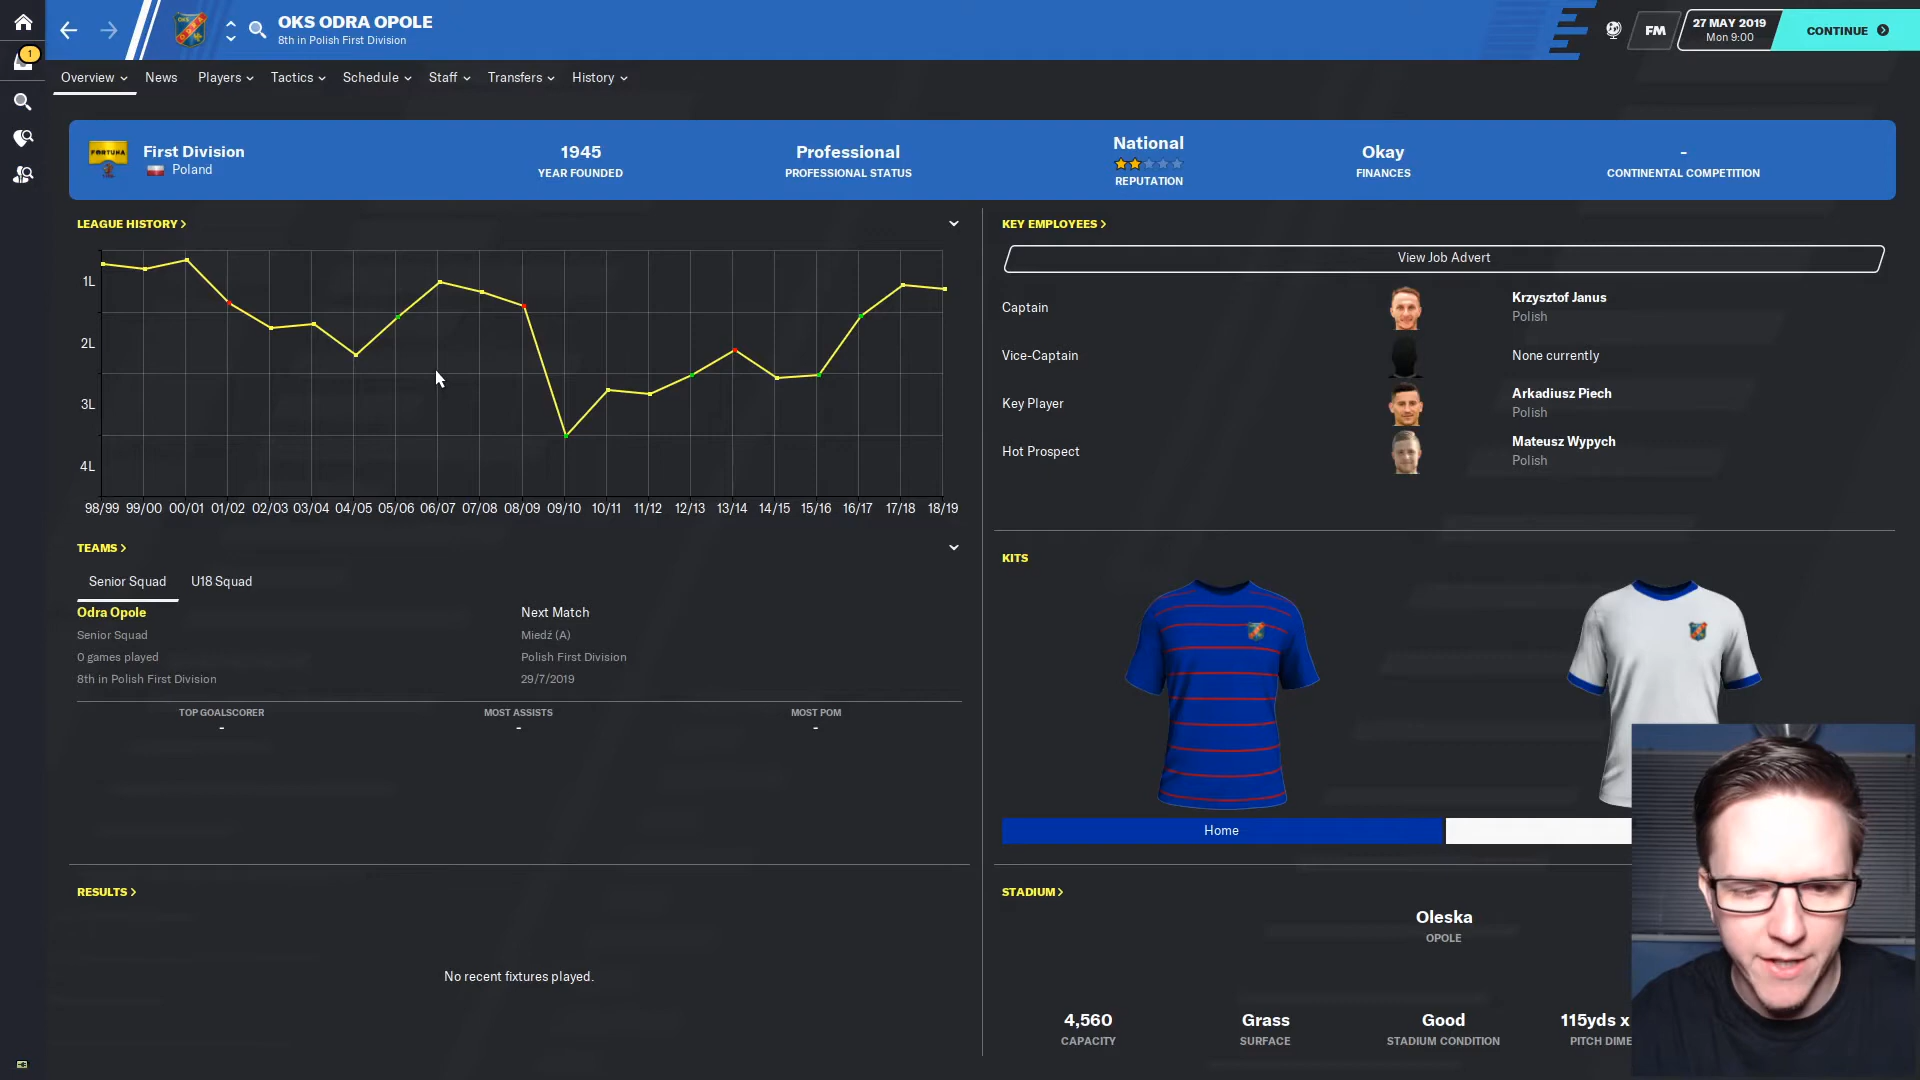 1
OKS ODRA OPOLE
8th in Polish First Division
FM
27 MAY 2019
Mon 9:00
CONTINUE
Overview
News
Players
Tactics
Schedule
Staff
Transfers
History
FORTUNA
First Division
Poland
1945
YEAR FOUNDED
Professional
PROFESSIONAL STATUS
National
REPUTATION
Okay
FINANCES
-
CONTINENTAL COMPETITION
LEAGUE HISTORY >
1L
2L
3L
4L
98/99 99/00 00/01 01/02 02/03 03/04 04/05 05/06 06/07 07/08 08/09 09/10 10/11 11/12 12/13 13/14 14/15 15/16 16/17 17/18 18/19
KEY EMPLOYEES >
View Job Advert
Captain
Krzysztof Janus
Polish
Vice-Captain
None currently
Key Player
Arkadiusz Piech
Polish
Hot Prospect
Mateusz Wypych
Polish
TEAMS >
Senior Squad
U18 Squad
Odra Opole
Senior Squad
0 games played
8th in Polish First Division
Next Match
Miedź (A)
Polish First Division
29/7/2019
TOP GOALSCORER
-
MOST ASSISTS
-
MOST POM
-
KITS
Home
RESULTS >
No recent fixtures played.
STADIUM >
Oleska
OPOLE
4,560
CAPACITY
Grass
SURFACE
Good
STADIUM CONDITION
115yds x
PITCH DIME